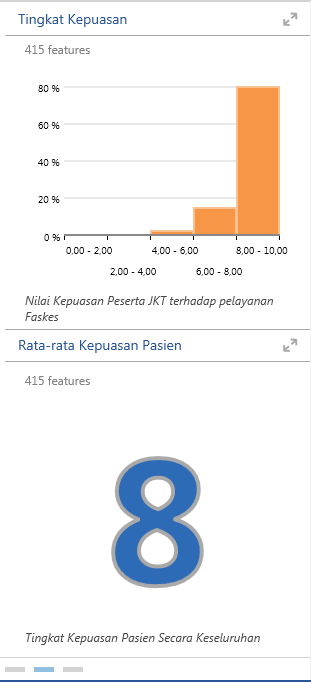 Tingkat Kepuasan
415 features
80 %
60 %
40 %
20 %
0 %
0,00 - 2,00
4,00 - 6,00
8,00 - 10,00
2,00 - 4,00
6,00 - 8,00
Nilai Kepuasan Peserta JKT terhadap pelayanan
Faskes
Rata-rata Kepuasan Pasien
415 features
8
Tingkat Kepuasan Pasien Secara Keseluruhan